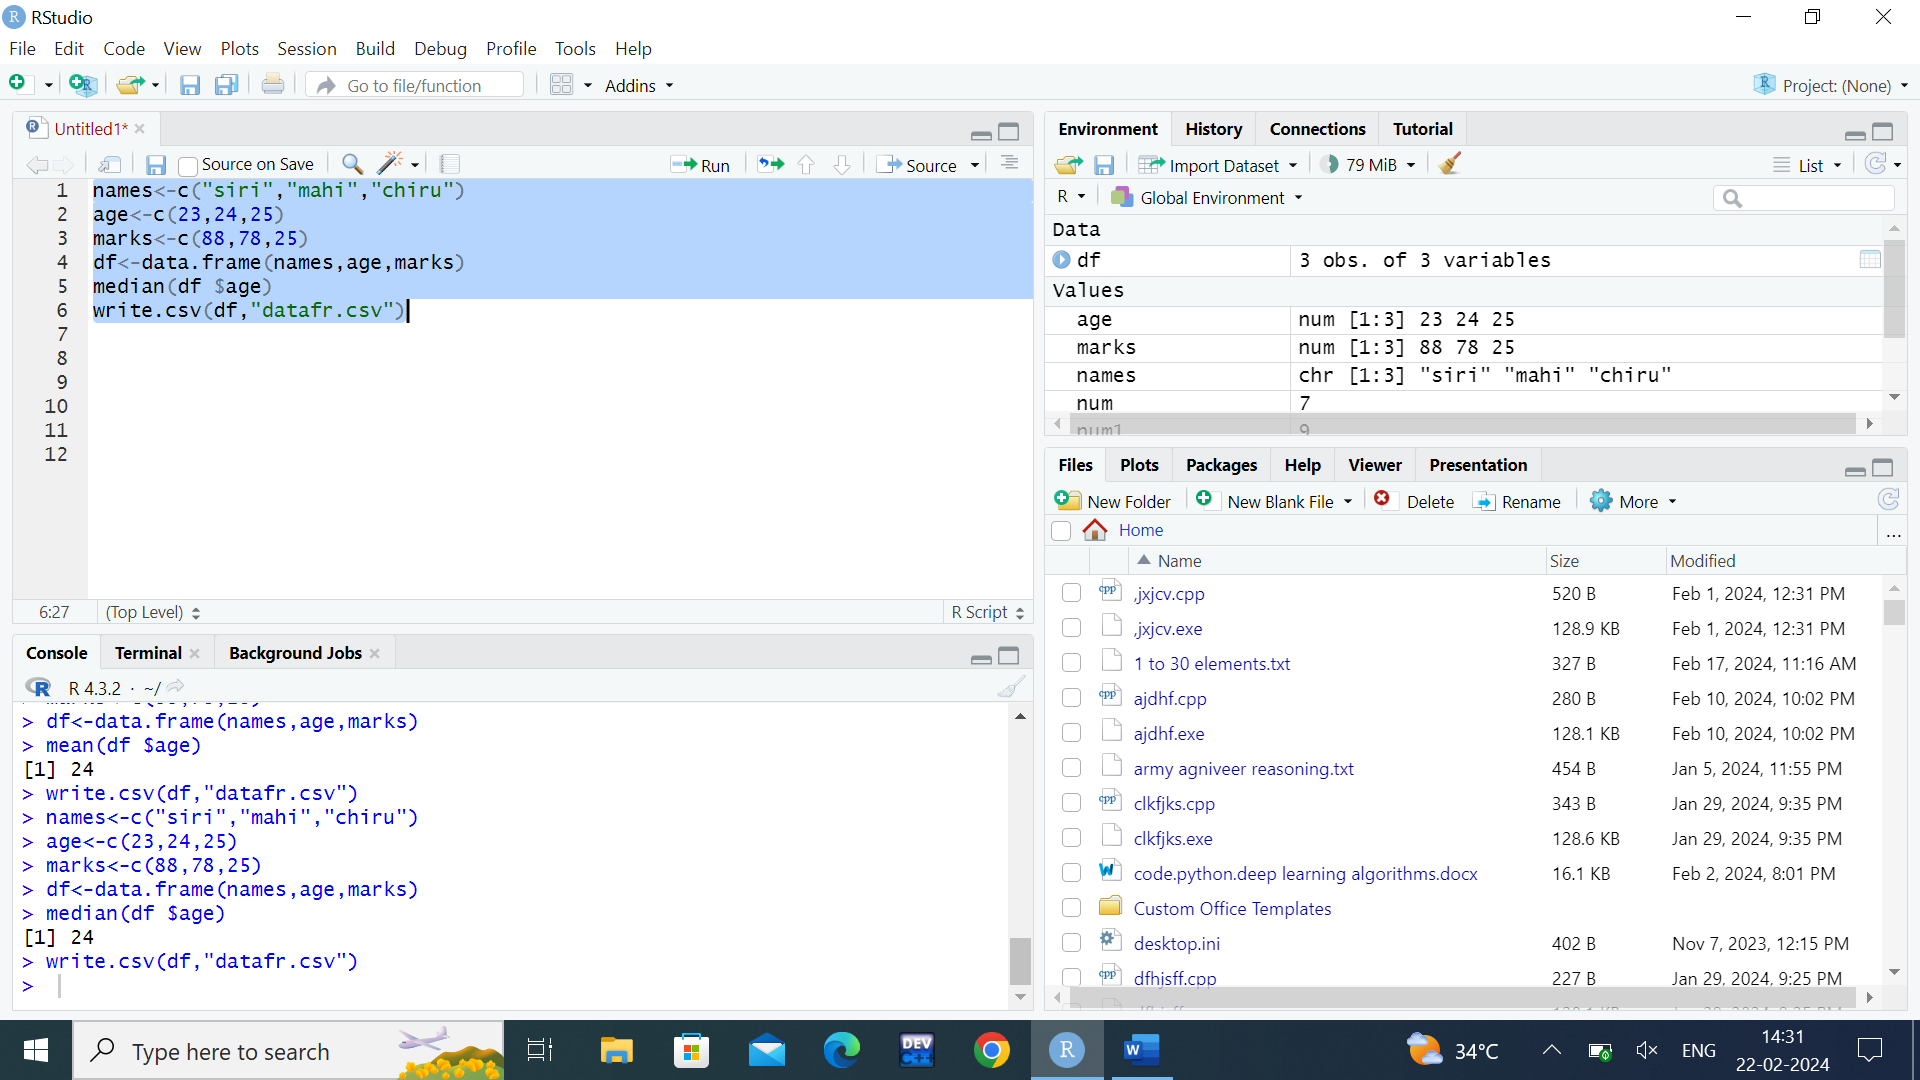 RStudio
File Edit Code View Plots Session Build Debug Profile Tools Help
Go to file/function Addins Project: (None)
Untitled1*
Source on Save Run Source
1 names<-c("siri","mahi","chiru")
2 age<-c(23,24,25)
3 marks<-c(88,78,25)
4 df<-data.frame(names,age,marks)
5 median(df $age)
6 write.csv(df,"datafr.csv")
7
8
9
10
11
12
6:27 (Top Level) R Script
Console Terminal Background Jobs
R 4.3.2 · ~/
> df<-data.frame(names,age,marks)
> mean(df $age)
[1] 24
> write.csv(df,"datafr.csv")
> names<-c("siri","mahi","chiru")
> age<-c(23,24,25)
> marks<-c(88,78,25)
> df<-data.frame(names,age,marks)
> median(df $age)
[1] 24
> write.csv(df,"datafr.csv")
>
Environment History Connections Tutorial
Import Dataset 79 MiB List
R Global Environment
Data
df 3 obs. of 3 variables
Values
age num [1:3] 23 24 25
marks num [1:3] 88 78 25
names chr [1:3] "siri" "mahi" "chiru"
num 7
num1 9
Files Plots Packages Help Viewer Presentation
New Folder New Blank File Delete Rename More
Home ...
Name Size Modified
,jxjcv.cpp 520 B Feb 1, 2024, 12:31 PM
,jxjcv.exe 128.9 KB Feb 1, 2024, 12:31 PM
1 to 30 elements.txt 327 B Feb 17, 2024, 11:16 AM
ajdhf.cpp 280 B Feb 10, 2024, 10:02 PM
ajdhf.exe 128.1 KB Feb 10, 2024, 10:02 PM
army agniveer reasoning.txt 454 B Jan 5, 2024, 11:55 PM
clkfjks.cpp 343 B Jan 29, 2024, 9:35 PM
clkfjks.exe 128.6 KB Jan 29, 2024, 9:35 PM
code.python.deep learning algorithms.docx 16.1 KB Feb 2, 2024, 8:01 PM
Custom Office Templates
desktop.ini 402 B Nov 7, 2023, 12:15 PM
dfhjsff.cpp 227 B Jan 29, 2024, 9:25 PM
Type here to search
DEV C++
34°C ENG 14:31
22-02-2024